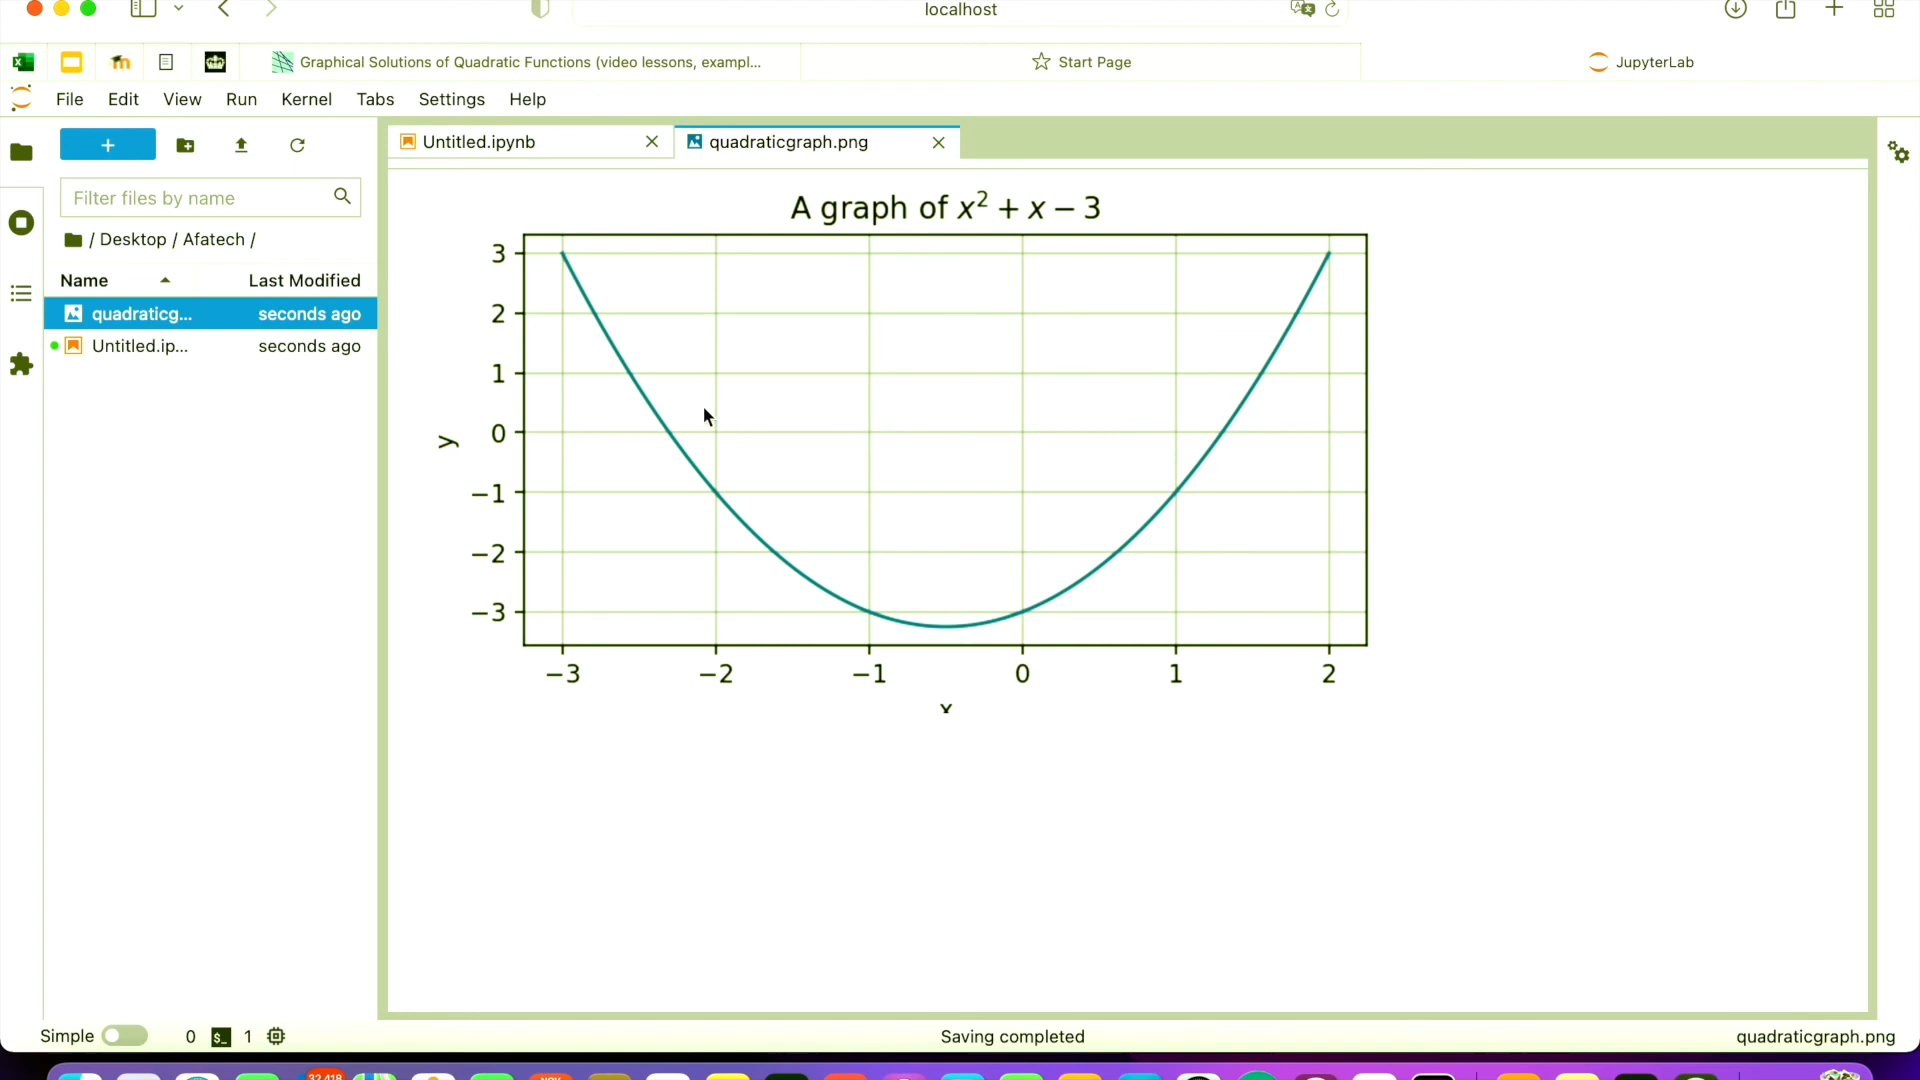 localhost
Graphical Solutions of Quadratic Functions (video lessons, exampl...
Start Page
JupyterLab
File Edit View Run Kernel Tabs Settings Help
Untitled.ipynb
quadraticgraph.png
Filter files by name
/ Desktop / Afatech /
Name Last Modified
quadraticg... seconds ago
Untitled.ip... seconds ago
A graph of x² + x − 3
3
2
1
0
−1
−2
−3
y
−3 −2 −1 0 1 2
x
Simple 0 $_ 1 Saving completed quadraticgraph.png
32,418
NOV